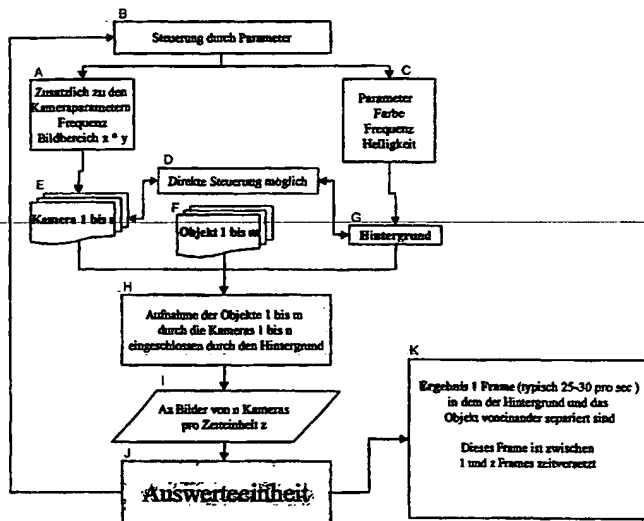 B
Steuerung durch Parameter
A
Zusätzlich zu den
Kameraparametern
Frequenz
Bildbereich x * y
C
Parameter
Farbe
Frequenz
Helligkeit
D
Direkte Steuerung möglich
E
Kamera 1 bis n
F
Objekt 1 bis m
G
Hintergrund
H
Aufnahme der Objekte 1 bis m
durch die Kameras 1 bis n
eingeschlossen durch den Hintergrund
I
Az Bilder von n Kameras
pro Zeiteinheit z
J
Auswerteeinheit
K
Ergebnis 1 Frame (typisch 25-30 pro sec )
in dem der Hintergrund und das
Objekt voneinander separiert sind
Dieses Frame ist zwischen
1 und z Frames zeitversetzt